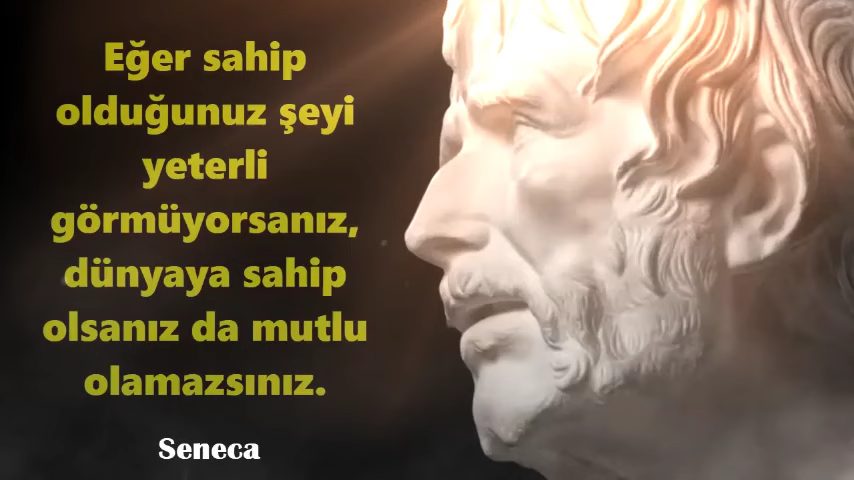 Eğer sahip
olduğunuz şeyi
yeterli
görmüyorsanız,
dünyaya sahip
olsanız da mutlu
olamazsınız.
Seneca